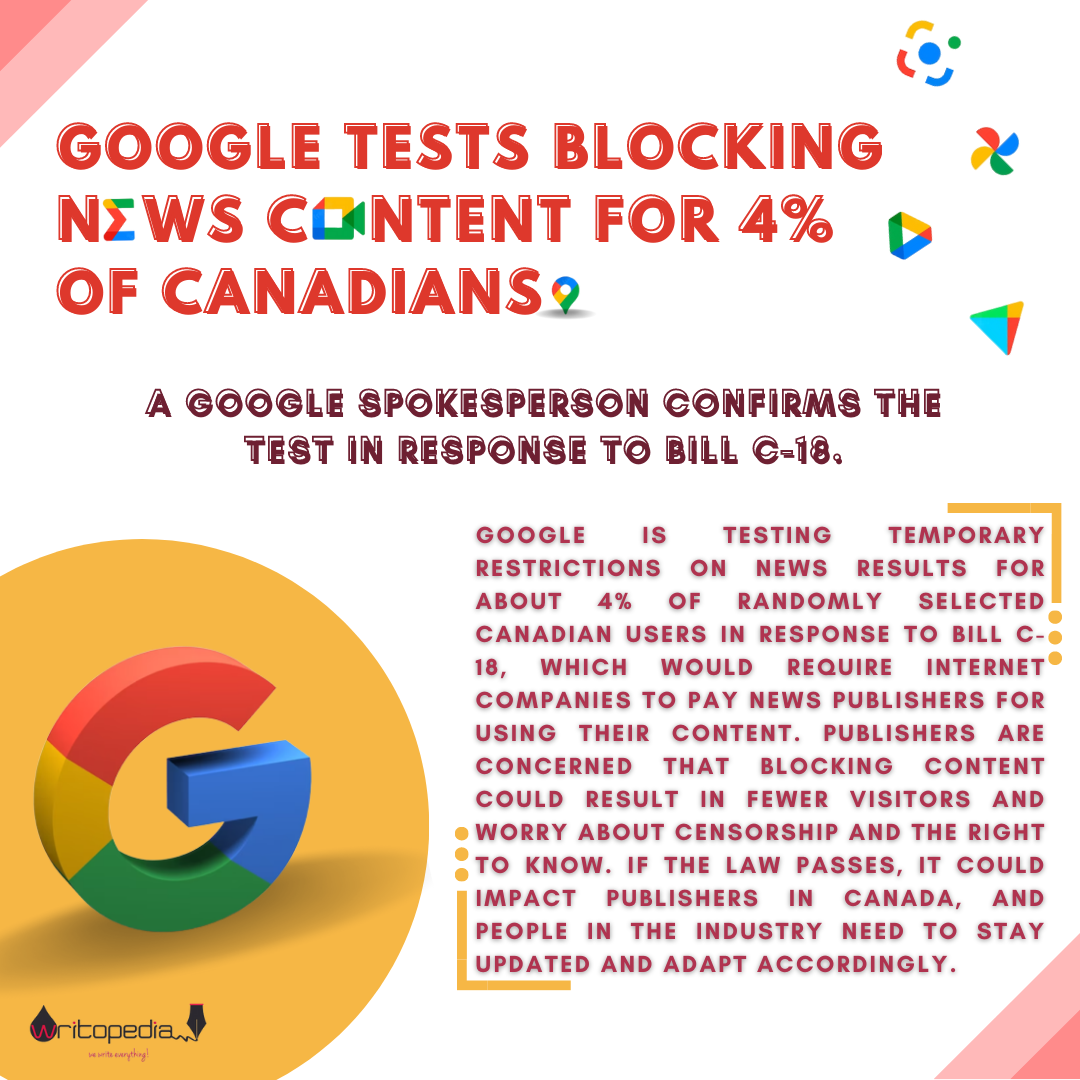 GOOGLE TESTS BLOCKING
NEWS CONTENT FOR 4%
OF CANADIANS
A GOOGLE SPOKESPERSON CONFIRMS THE
TEST IN RESPONSE TO BILL C-18.
GOOGLE IS TESTING TEMPORARY
RESTRICTIONS ON NEWS RESULTS FOR
ABOUT 4% OF RANDOMLY SELECTED
CANADIAN USERS IN RESPONSE TO BILL C-
18, WHICH WOULD REQUIRE INTERNET
COMPANIES TO PAY NEWS PUBLISHERS FOR
USING THEIR CONTENT. PUBLISHERS ARE
CONCERNED THAT BLOCKING CONTENT
COULD RESULT IN FEWER VISITORS AND
WORRY ABOUT CENSORSHIP AND THE RIGHT
TO KNOW. IF THE LAW PASSES, IT COULD
IMPACT PUBLISHERS IN CANADA, AND
PEOPLE IN THE INDUSTRY NEED TO STAY
UPDATED AND ADAPT ACCORDINGLY.
writopedia
we write everything!